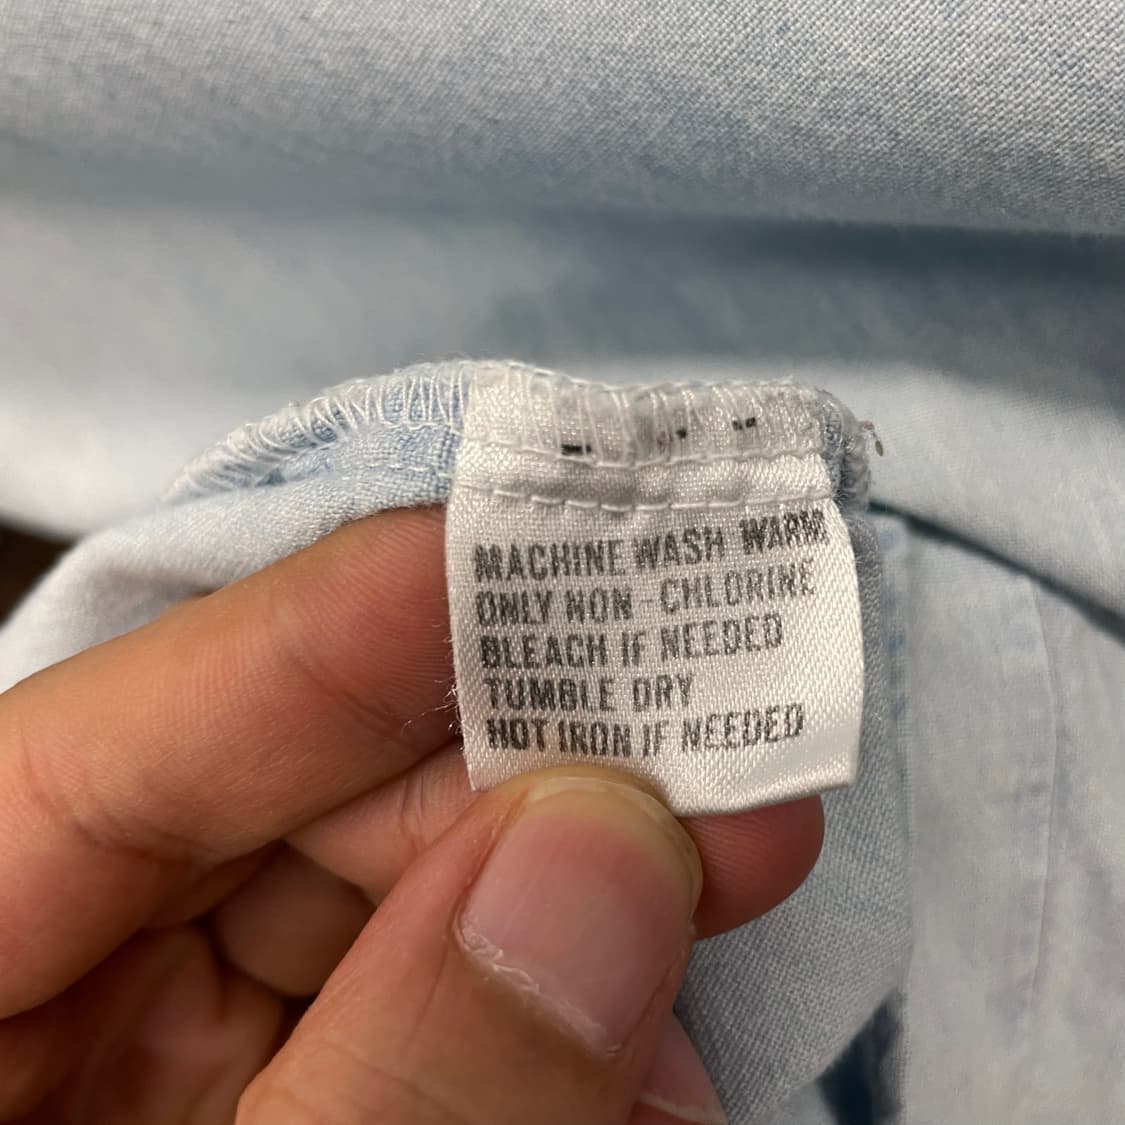 MACHINE WASH WARM
ONLY NON-CHLORINE
BLEACH IF NEEDED
TUMBLE DRY
HOT IRON IF NEEDED